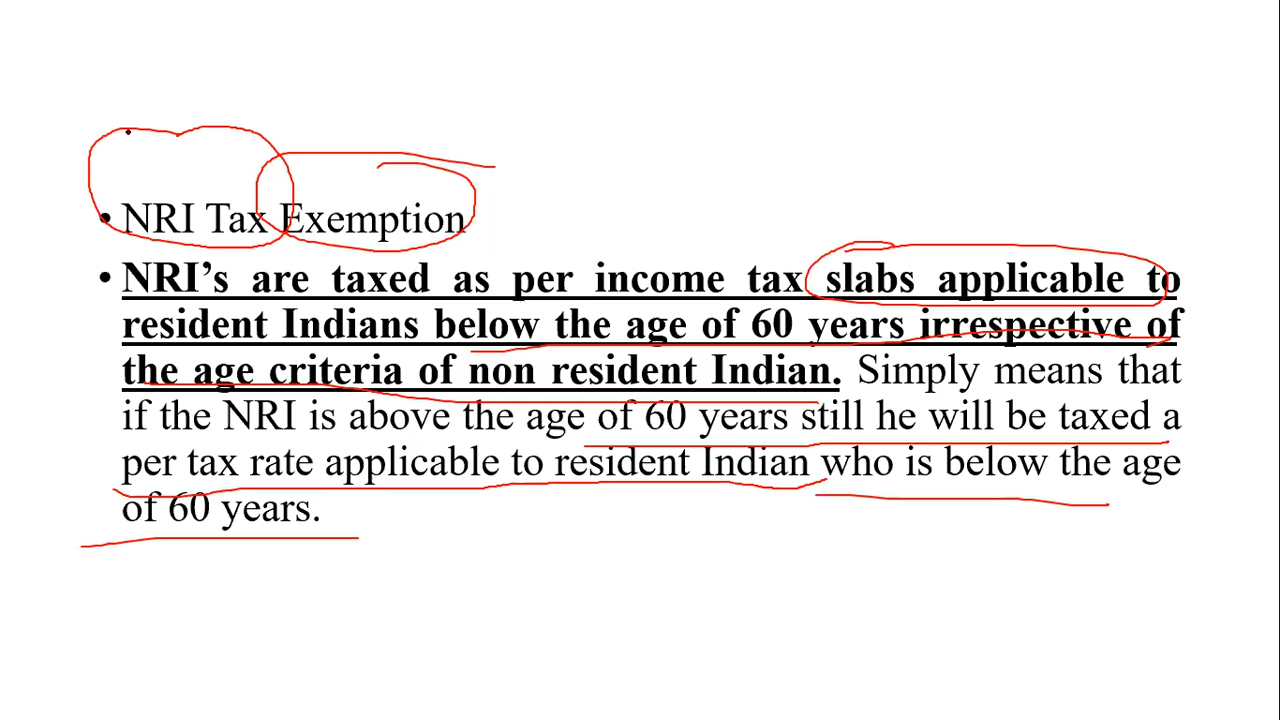 • NRI Tax Exemption
• NRI’s are taxed as per income tax slabs applicable to
resident Indians below the age of 60 years irrespective of
the age criteria of non resident Indian. Simply means that
if the NRI is above the age of 60 years still he will be taxed a
per tax rate applicable to resident Indian who is below the age
of 60 years.